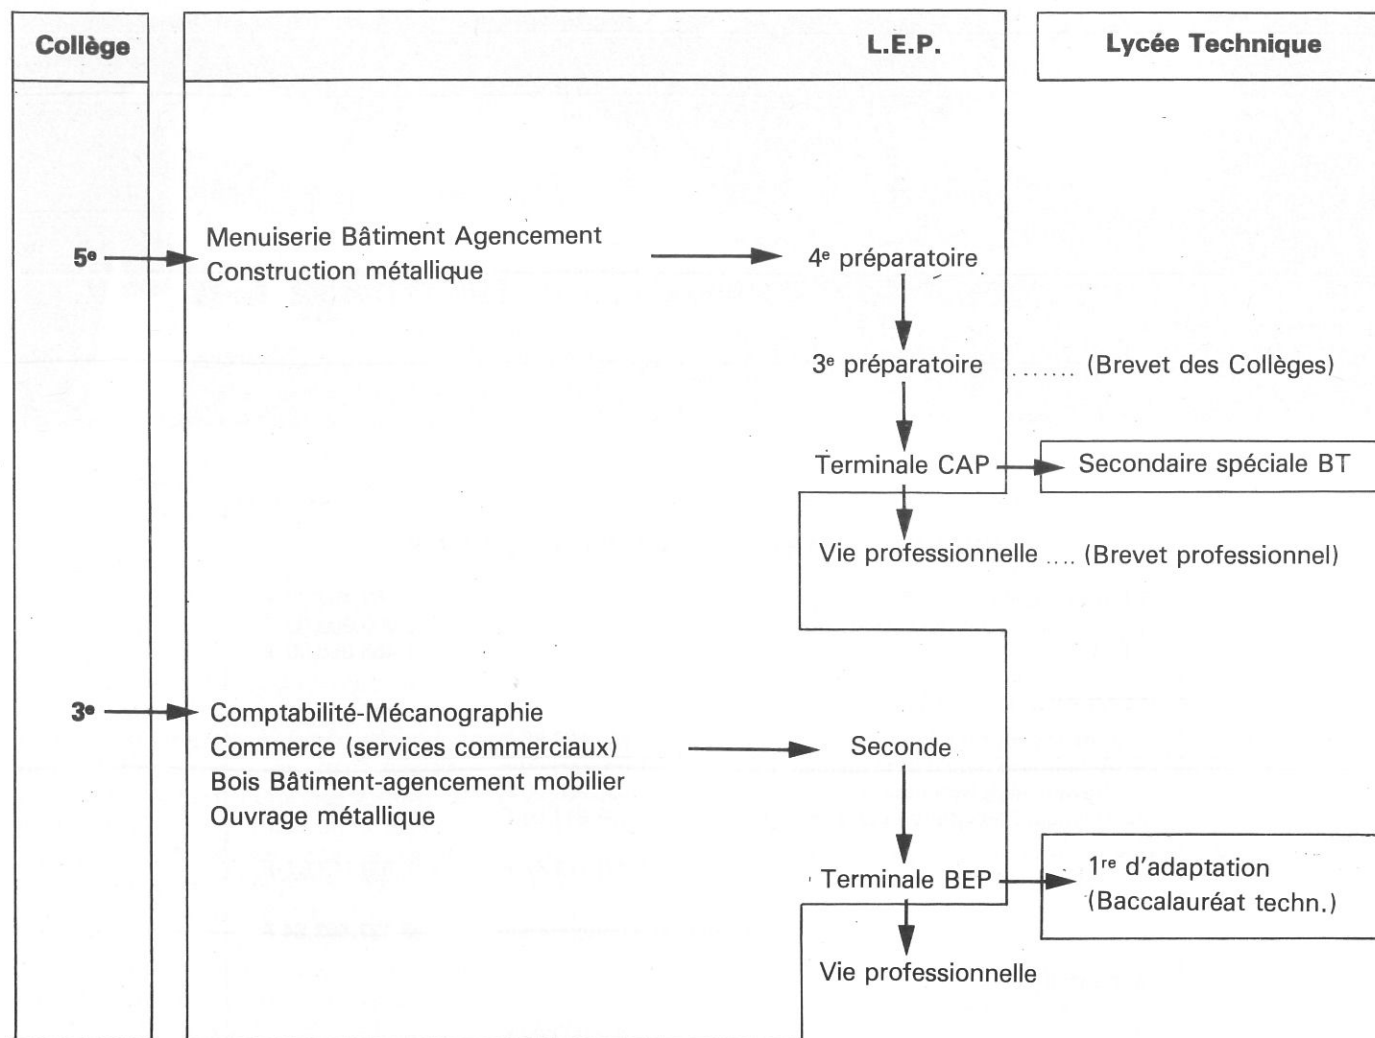 Collège
L.E.P.
Lycée Technique
5e
Menuiserie Bâtiment Agencement
Construction métallique
4e préparatoire
3e préparatoire ....... (Brevet des Collèges)
Terminale CAP
Secondaire spéciale BT
Vie professionnelle .... (Brevet professionnel)
3e
Comptabilité-Mécanographie
Commerce (services commerciaux)
Bois Bâtiment-agencement mobilier
Ouvrage métallique
Seconde
Terminale BEP
1re d'adaptation
(Baccalauréat techn.)
Vie professionnelle